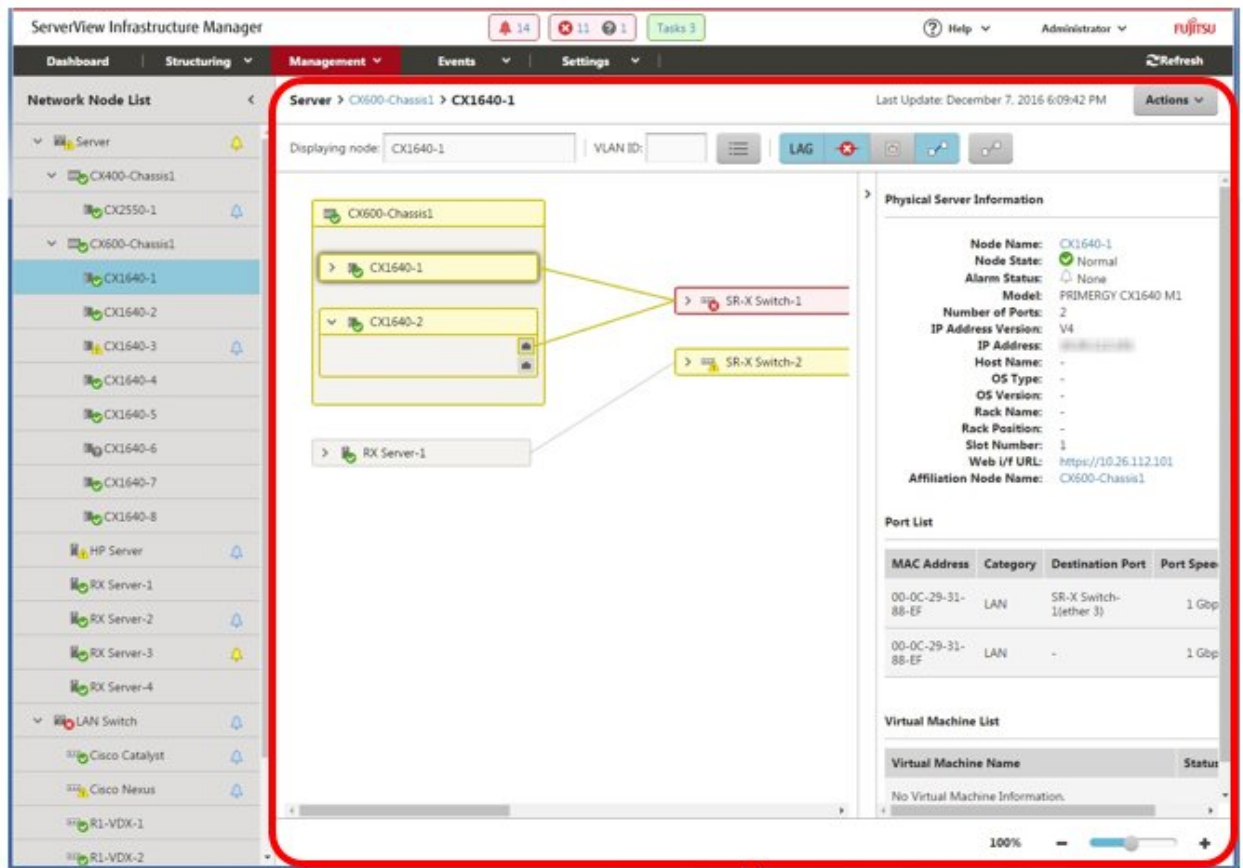 ServerView Infrastructure Manager
14
11
1
Tasks 3
? Help
Administrator
FUJITSU
Dashboard
Structuring
Management
Events
Settings
Refresh
Network Node List
Server > CX600-Chassis1 > CX1640-1
Last Update: December 7, 2016 6:09:42 PM
Actions
Server
CX400-Chassis1
CX2550-1
CX600-Chassis1
CX1640-1
CX1640-2
CX1640-3
CX1640-4
CX1640-5
CX1640-6
CX1640-7
CX1640-8
HP Server
RX Server-1
RX Server-2
RX Server-3
RX Server-4
LAN Switch
Cisco Catalyst
Cisco Nexus
R1-VDX-1
R1-VDX-2
Displaying node: CX1640-1
VLAN ID:
LAG
CX600-Chassis1
CX1640-1
CX1640-2
RX Server-1
SR-X Switch-1
SR-X Switch-2
Physical Server Information
Node Name: CX1640-1
Node State: Normal
Alarm Status: None
Model: PRIMERGY CX1640 M1
Number of Ports: 2
IP Address Version: V4
IP Address:
Host Name: -
OS Type: -
OS Version: -
Rack Name: -
Rack Position: -
Slot Number: 1
Web i/f URL: https://10.26.112.101
Affiliation Node Name: CX600-Chassis1
Port List
MAC Address Category Destination Port Port Spee
00-0C-29-31-
88-EF
LAN
SR-X Switch-
1(ether 3)
1 Gbp
00-0C-29-31-
88-EF
LAN
-
1 Gbp
Virtual Machine List
Virtual Machine Name Status
No Virtual Machine Information.
100% − +